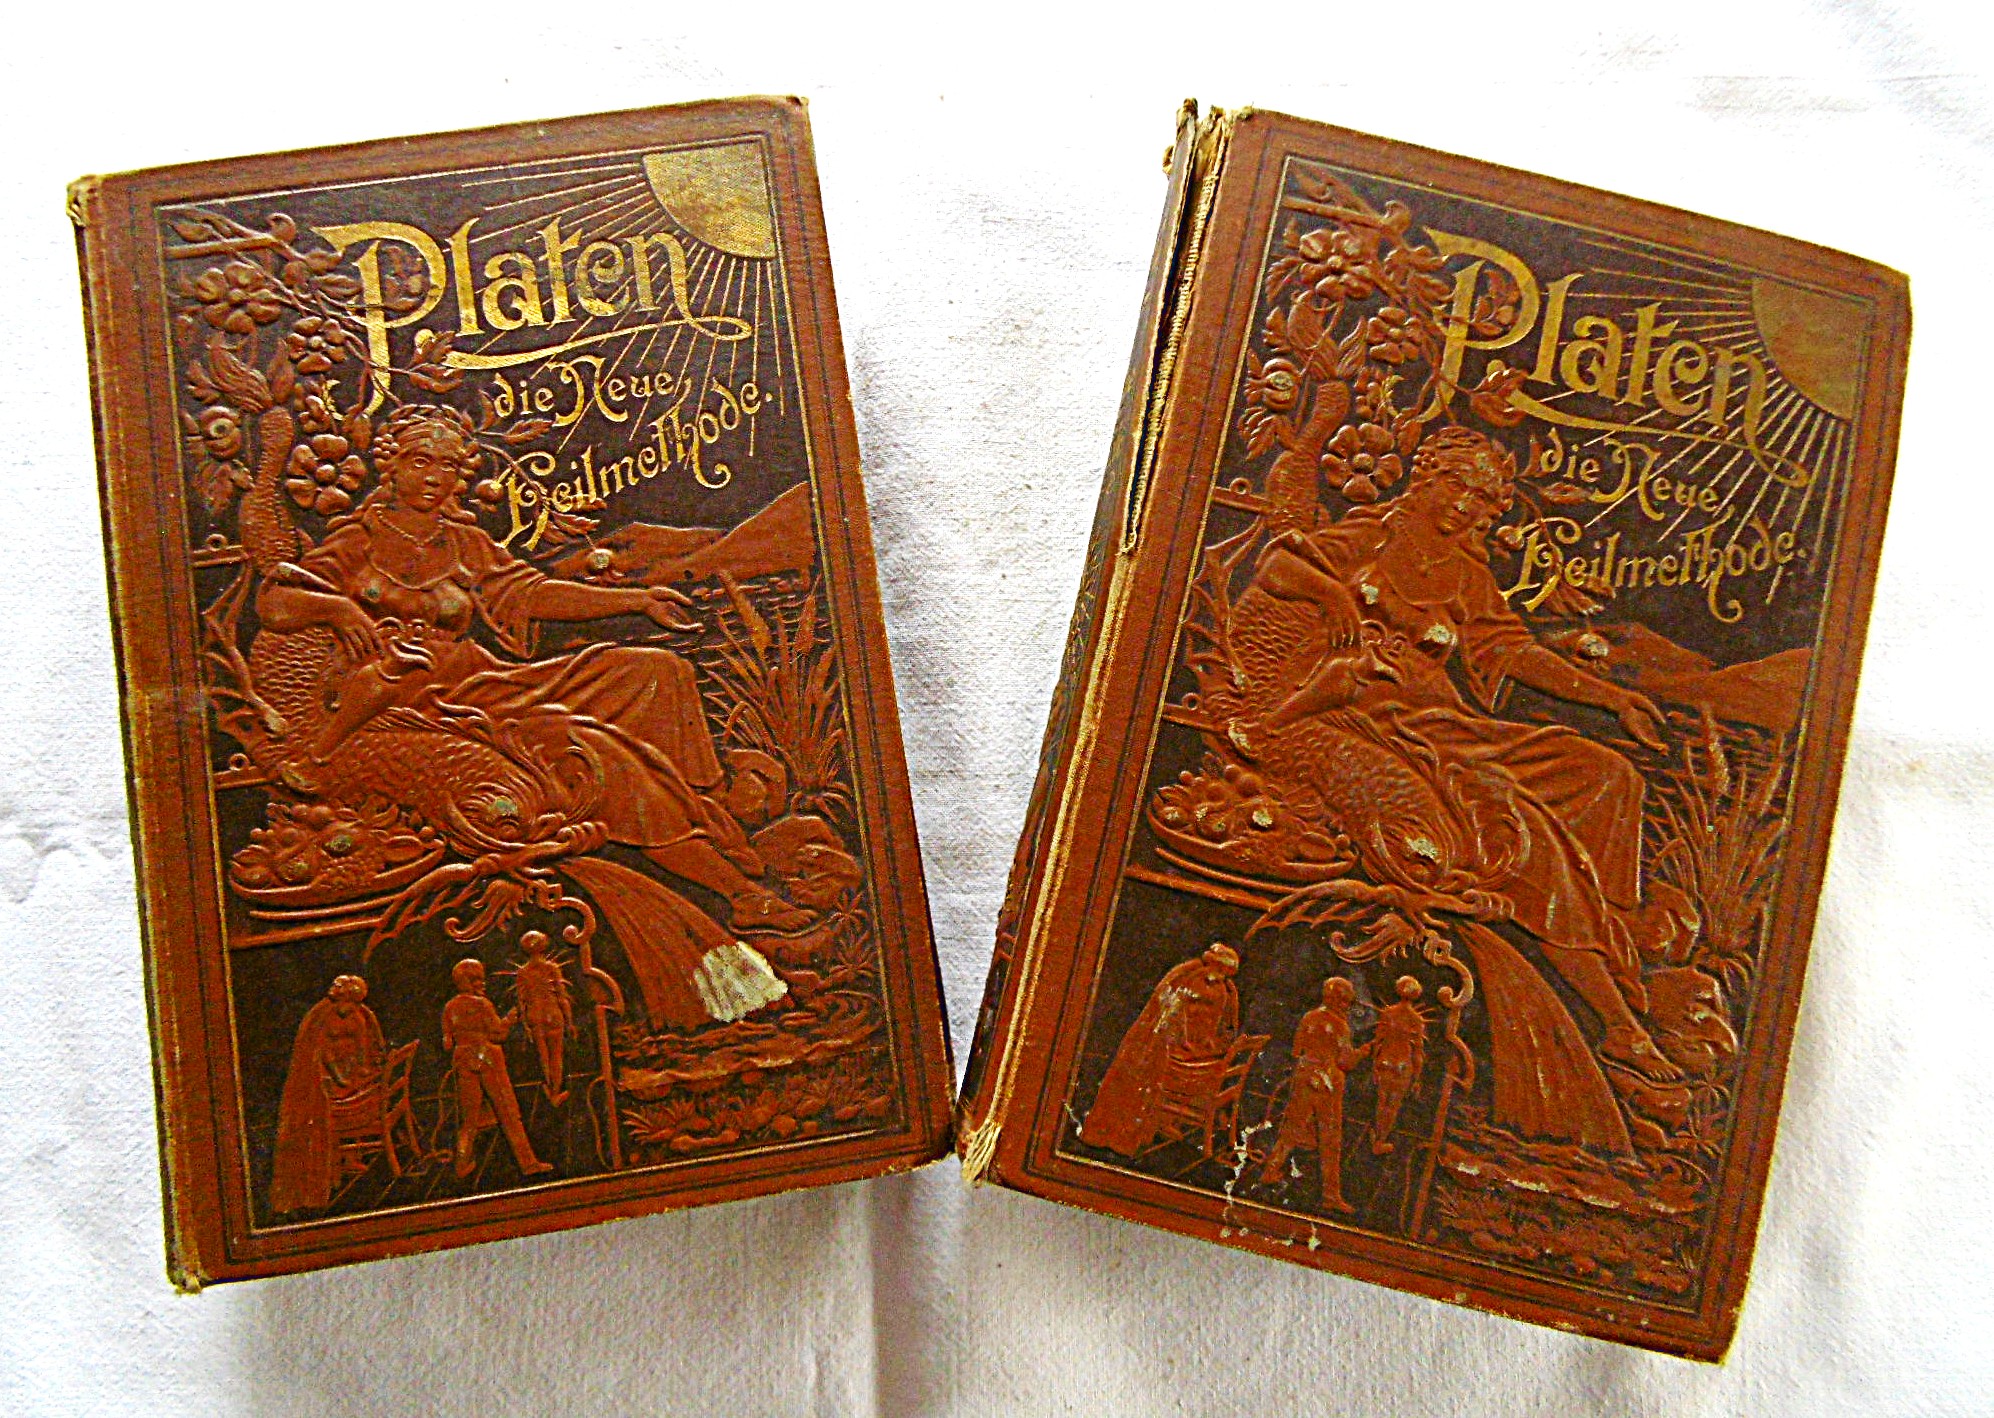 Platen
die Neue
Heilmethode.
Platen
die Neue
Heilmethode.